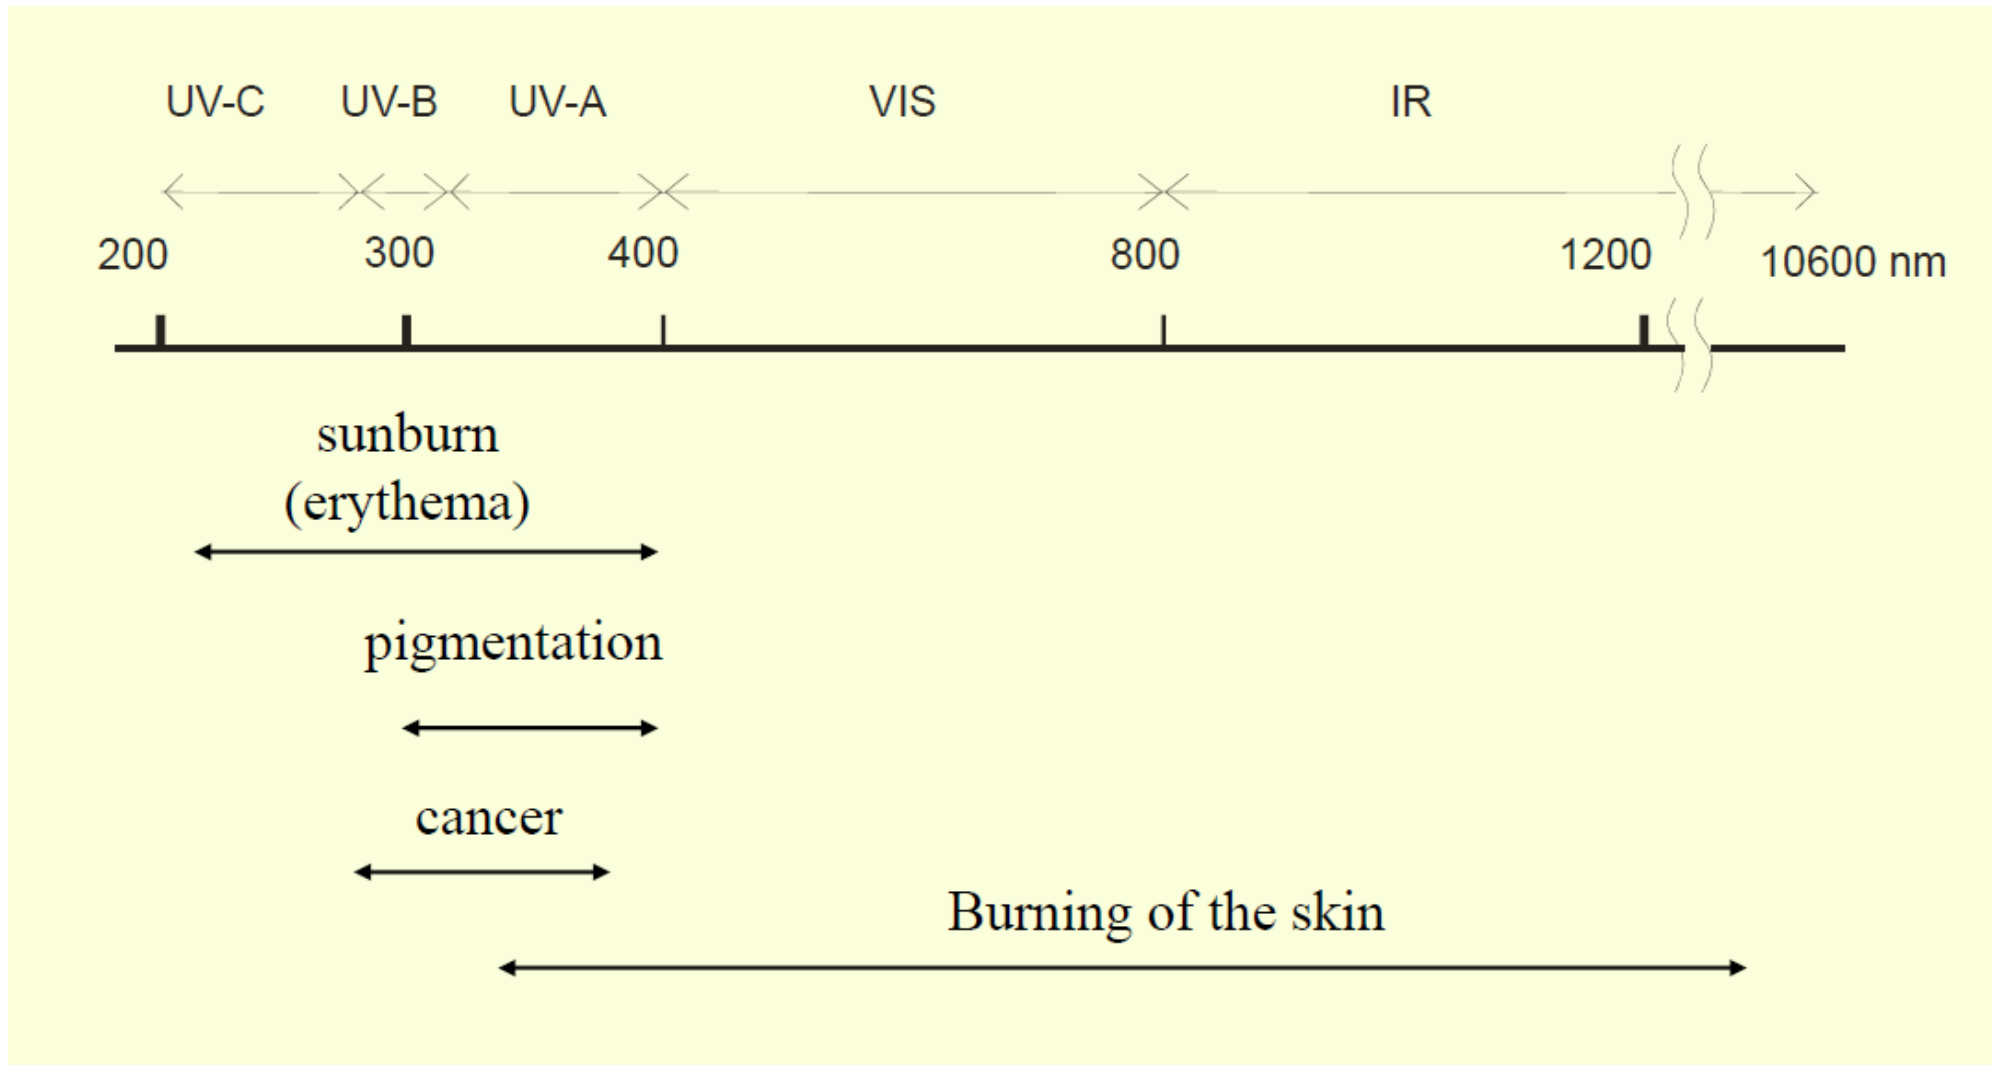 UV-C UV-B UV-A VIS IR
200 300 400 800 1200 10600 nm
sunburn
(erythema)
pigmentation
cancer
Burning of the skin